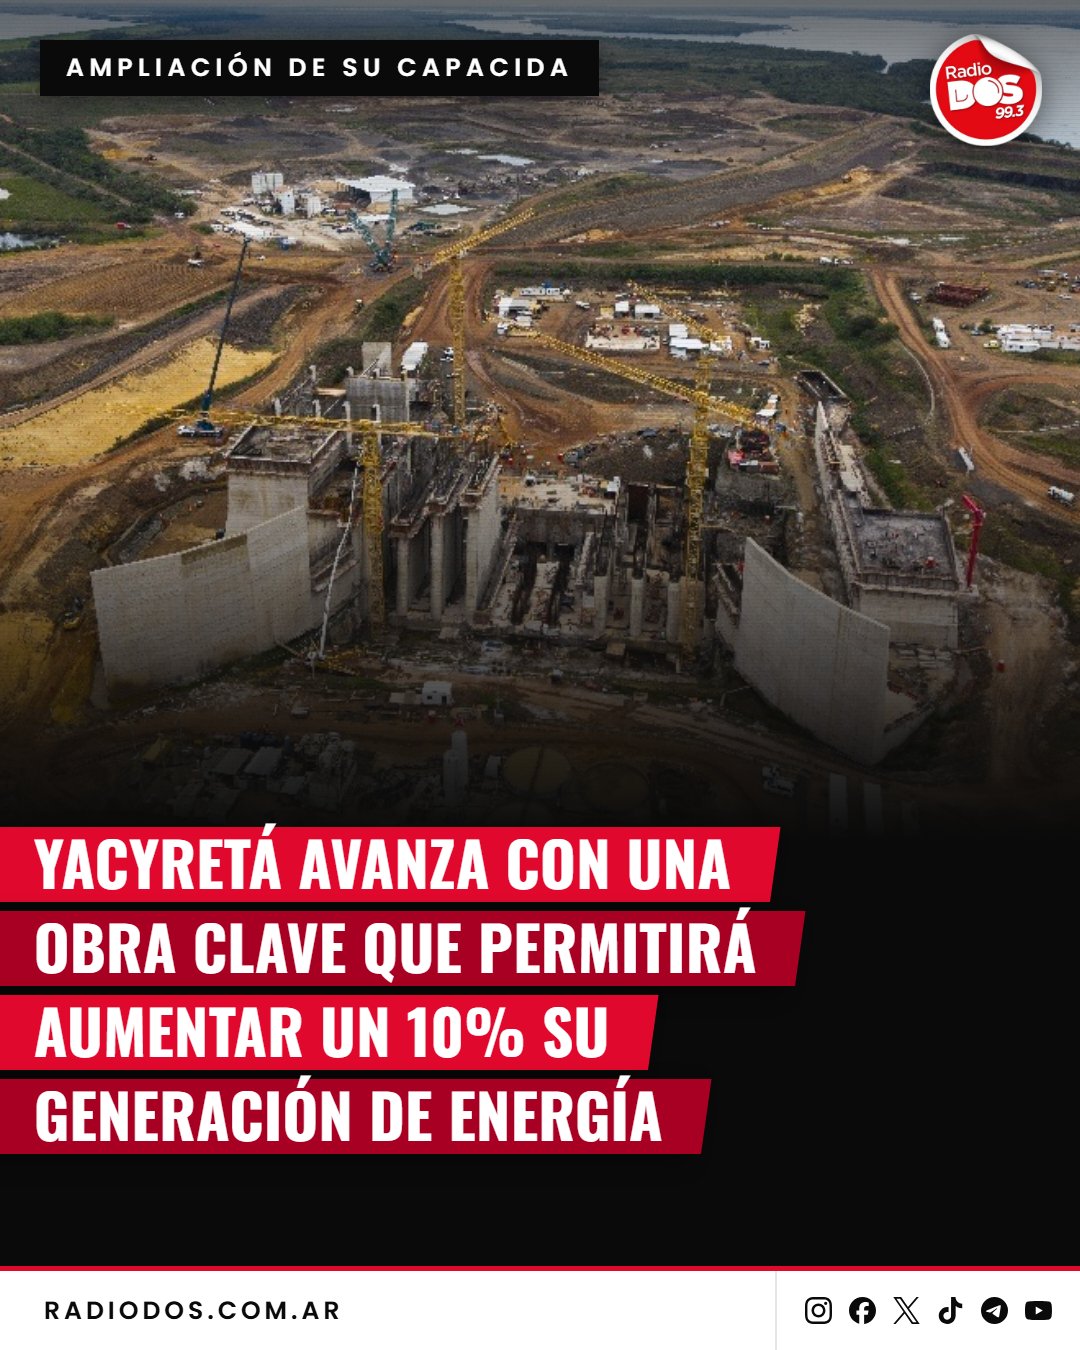 AMPLIACIÓN DE SU CAPACIDA
Radio
DOS
99.3
YACYRETÁ AVANZA CON UNA
OBRA CLAVE QUE PERMITIRÁ
AUMENTAR UN 10% SU
GENERACIÓN DE ENERGÍA
RADIODOS.COM.AR